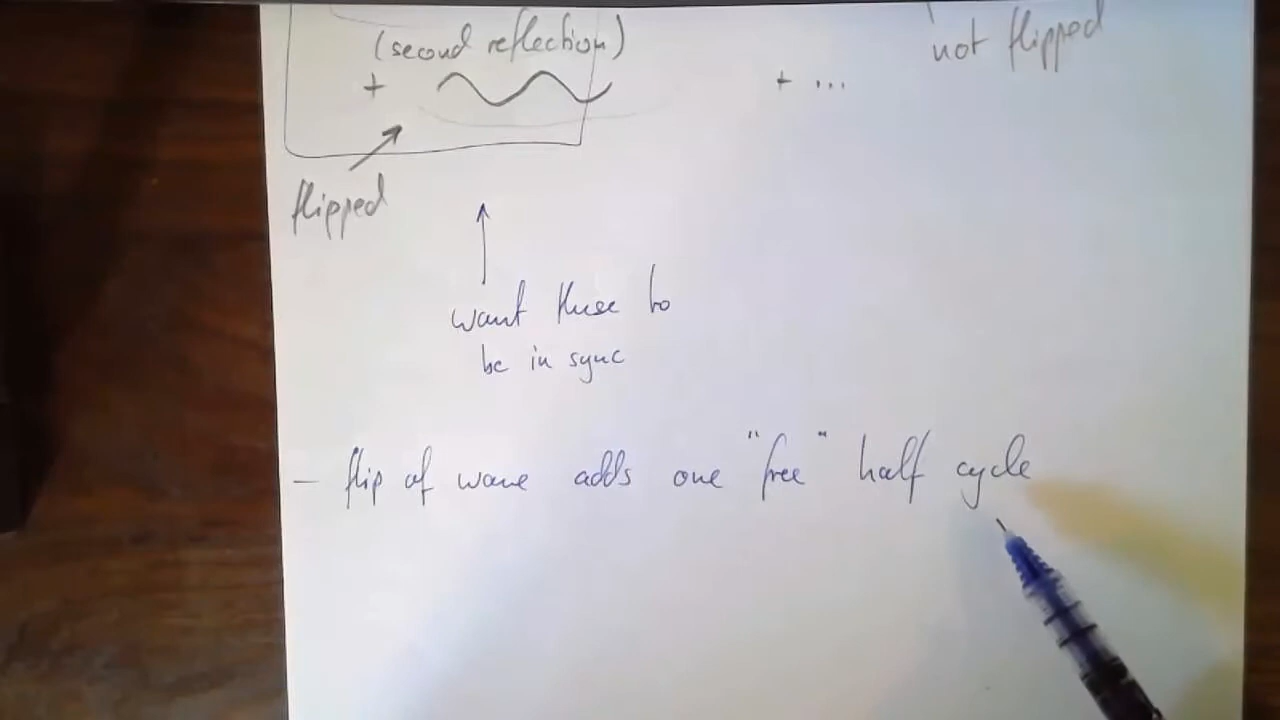 (second reflection)
not flipped
+ + ...
flipped
want these to
be in sync
– flip of wave adds one "free" half cycle